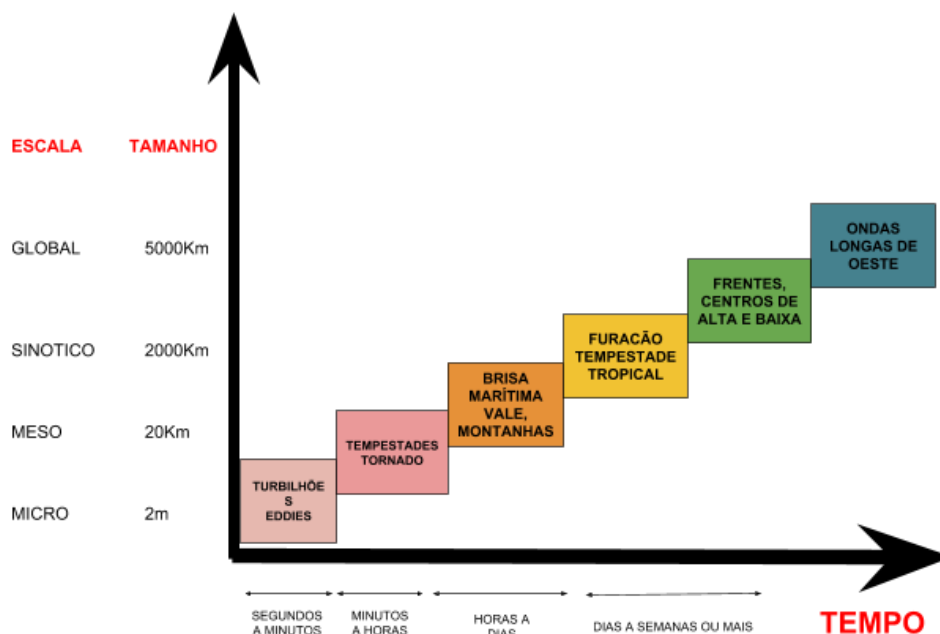 ESCALA TAMANHO
GLOBAL 5000Km
SINOTICO 2000Km
MESO 20Km
MICRO 2m
TURBILHÕE
S
EDDIES
TEMPESTADES
TORNADO
BRISA
MARÍTIMA
VALE,
MONTANHAS
FURACÃO
TEMPESTADE
TROPICAL
FRENTES,
CENTROS DE
ALTA E BAIXA
ONDAS
LONGAS DE
OESTE
SEGUNDOS
A MINUTOS
MINUTOS
A HORAS
HORAS A
DIAS
DIAS A SEMANAS OU MAIS
TEMPO